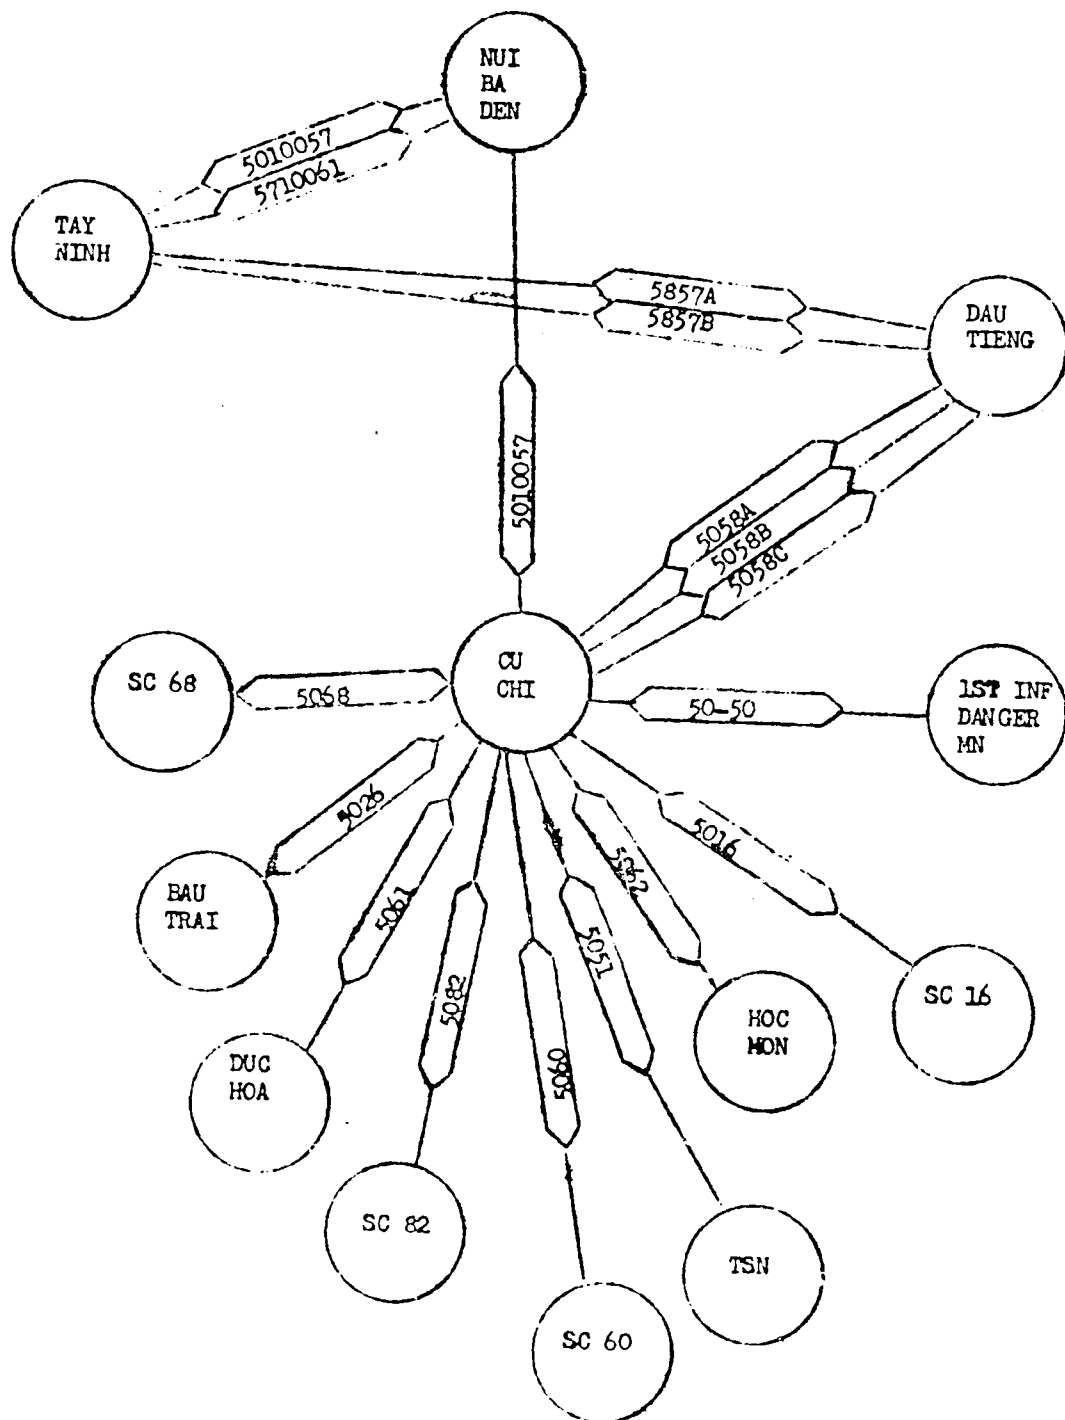 NUI
BA
DEN
5010057
5710061
TAY
NINH
5857A
5857B
DAU
TIENG
5010057
5058A
5058B
5058C
CU
CHI
SC 68
5068
50-50
1ST INF
DANGER
MN
5026
5061
5082
5060
5051
5062
5016
BAU
TRAI
DUC
HOA
SC 82
SC 60
TSN
HOC
MON
SC 16